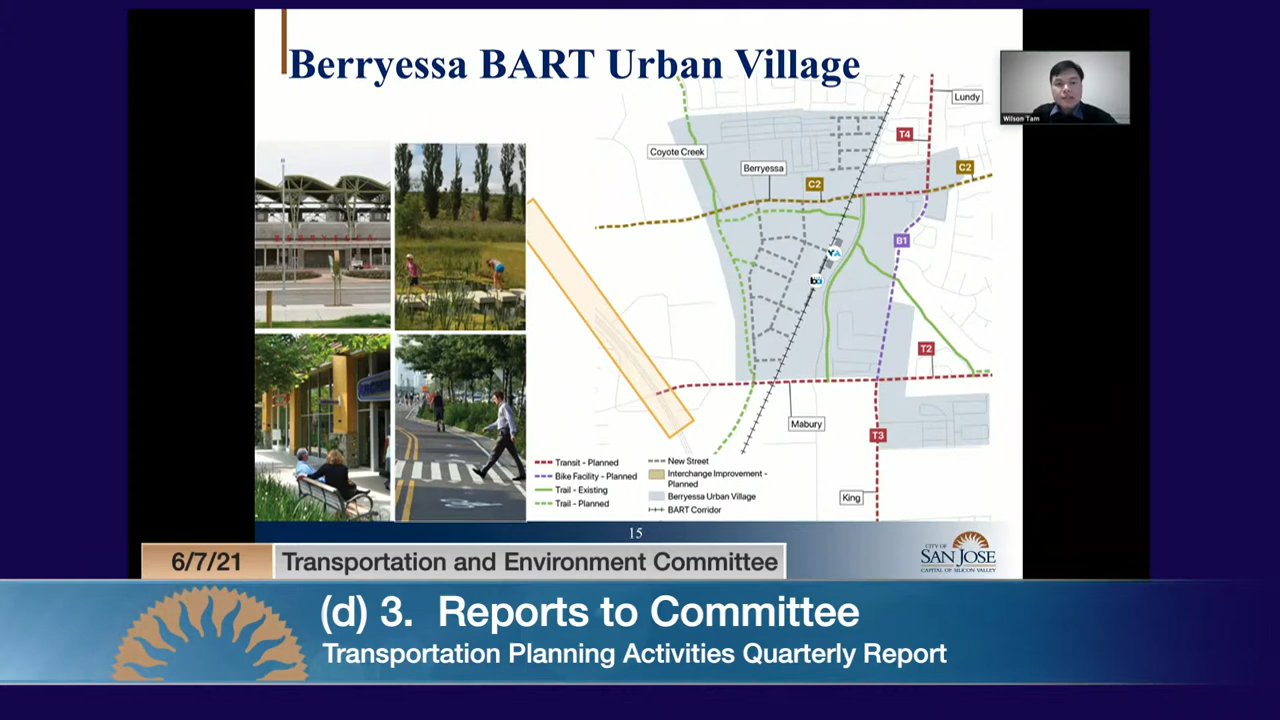 Berryessa BART Urban Village
Wilson Tam
Lundy
T4
Coyote Creek
Berryessa
C2
C2
B1
VTA
ba
T2
Mabury
T3
King
Transit - Planned
Bike Facility - Planned
Trail - Existing
Trail - Planned
New Street
Interchange Improvement -
Planned
Berryessa Urban Village
BART Corridor
15
CITY OF
SAN JOSE
CAPITAL OF SILICON VALLEY
6/7/21
Transportation and Environment Committee
(d) 3. Reports to Committee
Transportation Planning Activities Quarterly Report